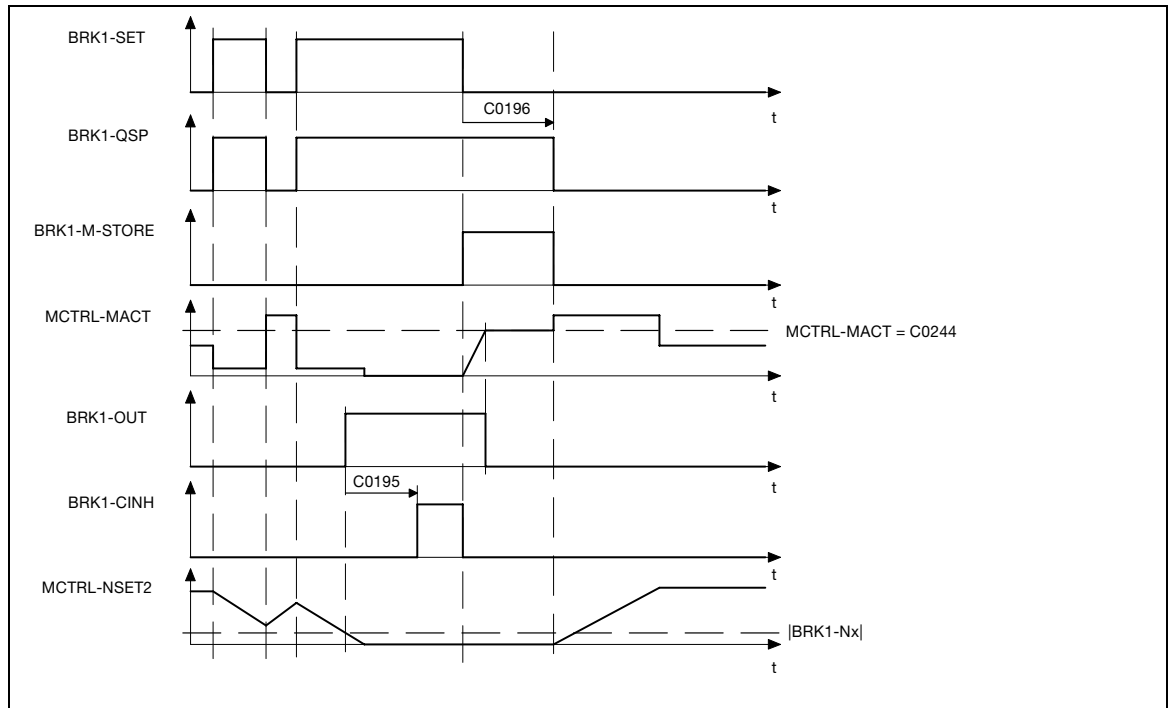 BRK1-SET
C0196
t
BRK1-QSP
t
BRK1-M-STORE
t
MCTRL-MACT
MCTRL-MACT = C0244
t
BRK1-OUT
t
C0195
BRK1-CINH
t
MCTRL-NSET2
|BRK1-Nx|
t